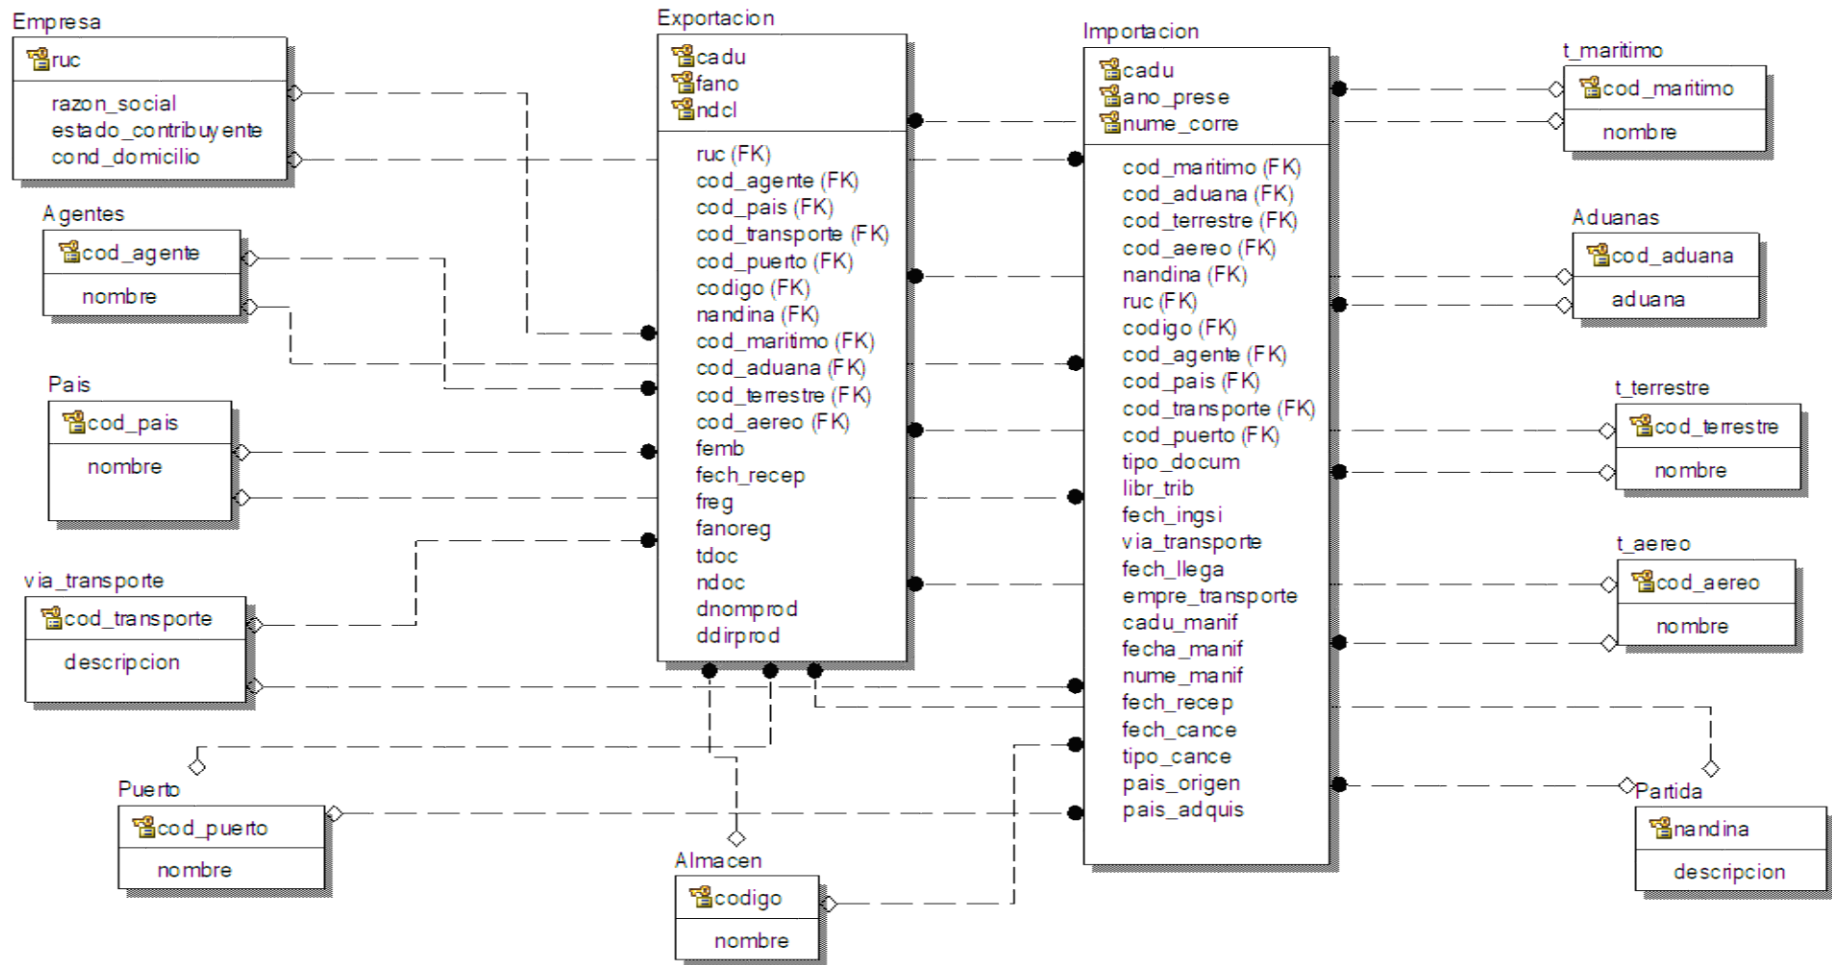 Empresa
ruc
razon_social
estado_contribuyente
cond_domicilio
Agentes
cod_agente
nombre
Pais
cod_pais
nombre
via_transporte
cod_transporte
descripcion
Puerto
cod_puerto
nombre
Exportacion
cadu
fano
ndcl
ruc (FK)
cod_agente (FK)
cod_pais (FK)
cod_transporte (FK)
cod_puerto (FK)
codigo (FK)
nandina (FK)
cod_maritimo (FK)
cod_aduana (FK)
cod_terrestre (FK)
cod_aereo (FK)
femb
fech_recep
freg
fanoreg
tdoc
ndoc
dnomprod
ddirprod
Almacen
codigo
nombre
Importacion
cadu
ano_prese
nume_corre
cod_maritimo (FK)
cod_aduana (FK)
cod_terrestre (FK)
cod_aereo (FK)
nandina (FK)
ruc (FK)
codigo (FK)
cod_agente (FK)
cod_pais (FK)
cod_transporte (FK)
cod_puerto (FK)
tipo_docum
libr_trib
fech_ingsi
via_transporte
fech_llega
empre_transporte
cadu_manif
fecha_manif
nume_manif
fech_recep
fech_cance
tipo_cance
pais_origen
pais_adquis
t_maritimo
cod_maritimo
nombre
Aduanas
cod_aduana
aduana
t_terrestre
cod_terrestre
nombre
t_aereo
cod_aereo
nombre
Partida
nandina
descripcion